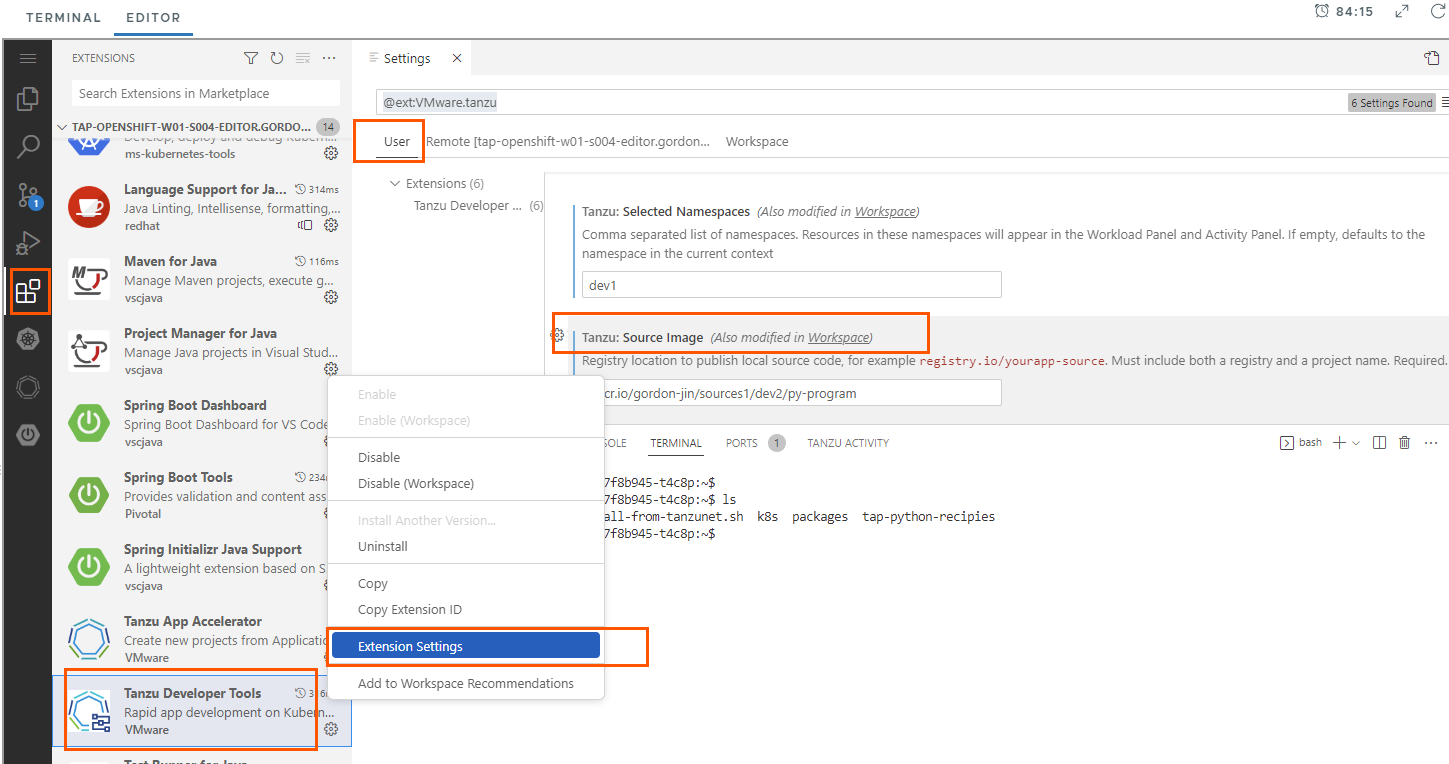 TERMINAL EDITOR 84:15
EXTENSIONS
Search Extensions in Marketplace
TAP-OPENSHIFT-W01-S004-EDITOR.GORDO... 14
Develop, deploy and debug Kubern...
ms-kubernetes-tools
Language Support for Ja... 314ms
Java Linting, Intellisense, formatting,...
redhat
Maven for Java 116ms
Manage Maven projects, execute g...
vscjava
Project Manager for Java
Manage Java projects in Visual Stud...
vscjava
Spring Boot Dashboard
Spring Boot Dashboard for VS Code
vscjava
Spring Boot Tools 234
Provides validation and content ass
Pivotal
Spring Initializr Java Support
A lightweight extension based on S
vscjava
Tanzu App Accelerator
Create new projects from Applicatio
VMware
Tanzu Developer Tools
Rapid app development on Kubern...
VMware
Test Runner for Java
1
Settings
@ext:VMware.tanzu
6 Settings Found
User Remote [tap-openshift-w01-s004-editor.gordon... Workspace
Extensions (6)
Tanzu Developer ... (6)
Tanzu: Selected Namespaces (Also modified in Workspace)
Comma separated list of namespaces. Resources in these namespaces will appear in the Workload Panel and Activity Panel. If empty, defaults to the
namespace in the current context
dev1
Tanzu: Source Image (Also modified in Workspace)
Registry location to publish local source code, for example registry.io/yourapp-source. Must include both a registry and a project name. Required.
cr.io/gordon-jin/sources1/dev2/py-program
Enable
Enable (Workspace)
Disable
Disable (Workspace)
Install Another Version...
Uninstall
Copy
Copy Extension ID
Extension Settings
Add to Workspace Recommendations
SOLE TERMINAL PORTS 1 TANZU ACTIVITY bash
7f8b945-t4c8p:~$
7f8b945-t4c8p:~$ ls
all-from-tanzunet.sh k8s packages tap-python-recipies
7f8b945-t4c8p:~$